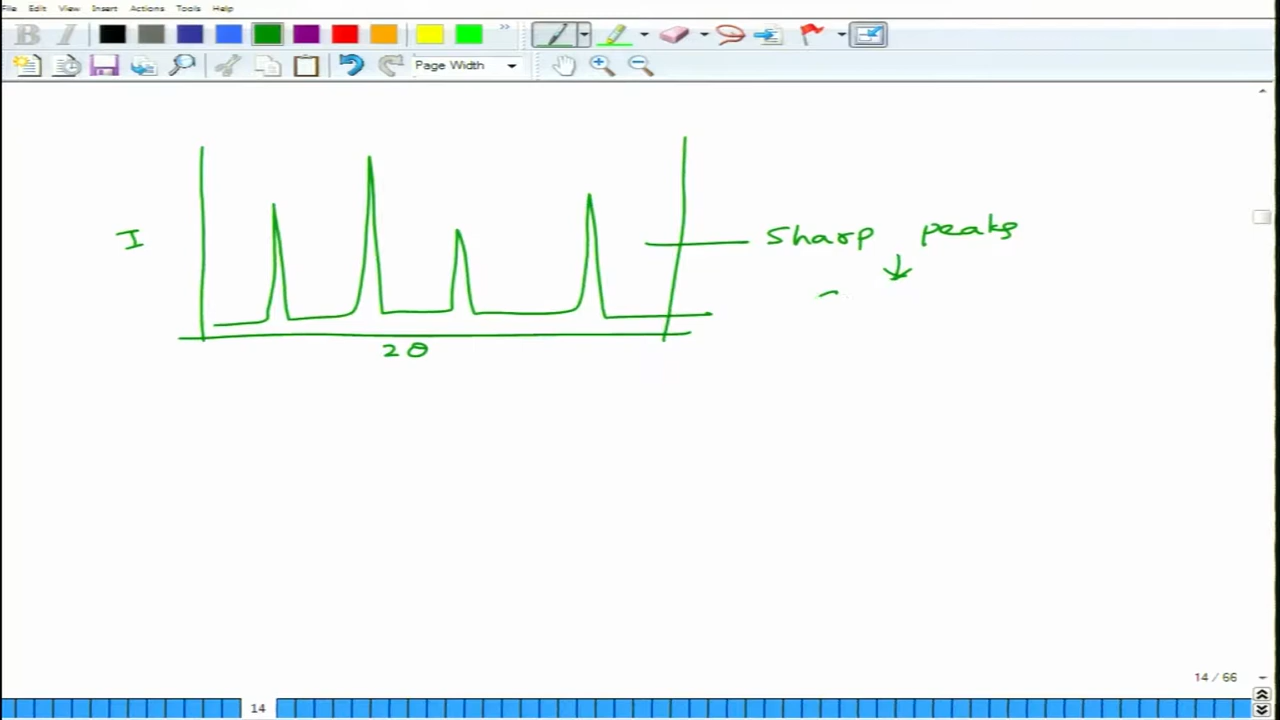 File Edit View Insert Actions Tools Help
B I
Page Width
I
Sharp peaks
2θ
14 / 66
14